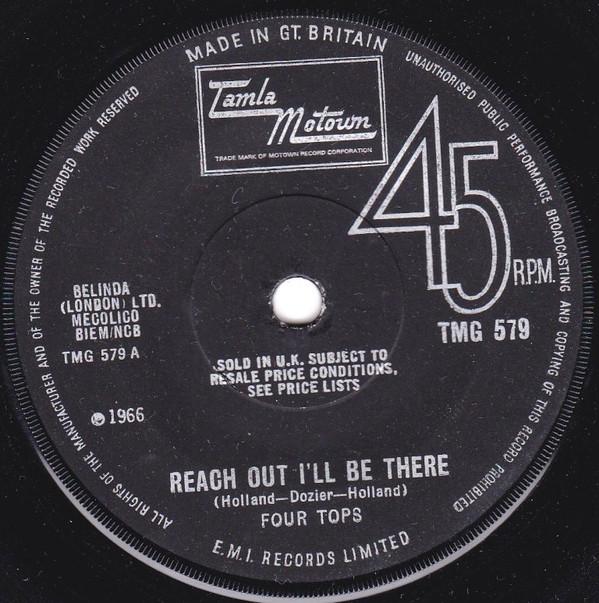 MADE IN GT. BRITAIN
UNAUTHORISED PUBLIC PERFORMANCE BROADCASTING AND COPYING OF THIS RECORD PROHIBITED
ALL RIGHTS OF THE MANUFACTURER AND OF THE OWNER OF THE RECORDED WORK RESERVED
Tamla
Motown
TRADE MARK OF MOTOWN RECORD CORPORATION
45
R.P.M.
TMG 579
BELINDA
(LONDON) LTD.
MECOLICO
BIEM/NCB
TMG 579 A
SOLD IN U.K. SUBJECT TO
RESALE PRICE CONDITIONS,
SEE PRICE LISTS
℗ 1966
REACH OUT I'LL BE THERE
(Holland—Dozier—Holland)
FOUR TOPS
E.M.I. RECORDS LIMITED